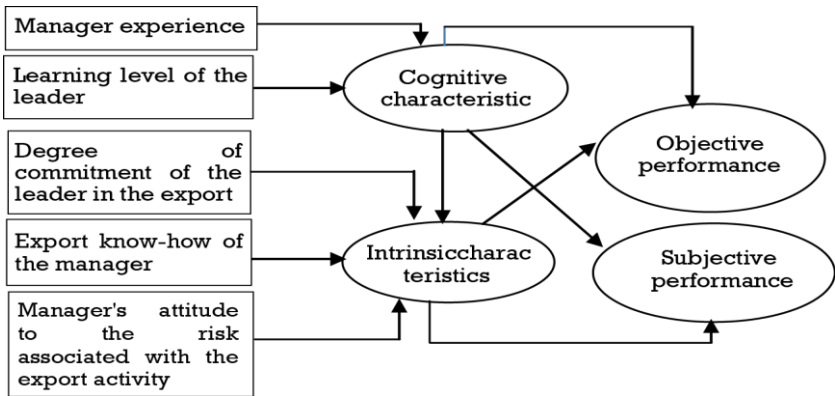 Manager experience
Learning level of the
leader
Cognitive
characteristic
Degree of
commitment of the
leader in the export
Objective
performance
Export know-how of
the manager
Intrinsiccharac
teristics
Subjective
performance
Manager's attitude
to the risk
associated with the
export activity